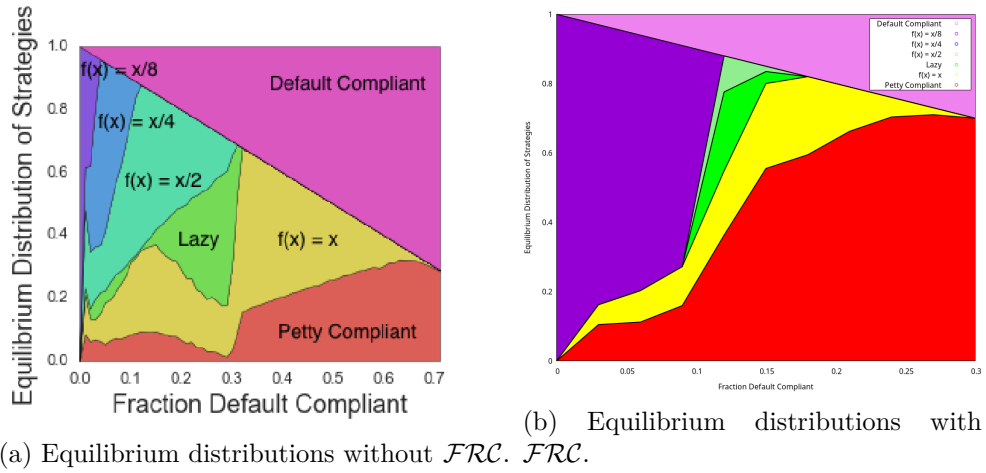 Equilibrium Distribution of Strategies
1.0
0.8
0.6
0.4
0.2
0.0
f(x) = x/8
Default Compliant
f(x) = x/4
f(x) = x/2
Lazy
f(x) = x
Petty Compliant
0.0
0.1
0.2
0.3
0.4
0.5
0.6
0.7
Fraction Default Compliant
(a) Equilibrium distributions without FRC.
Equilibrium Distribution of Strategies
1
0.8
0.6
0.4
0.2
0
Default Compliant
f(x) = x/8
f(x) = x/4
f(x) = x/2
Lazy
f(x) = x
Petty Compliant
0
0.05
0.1
0.15
0.2
0.25
0.3
Fraction Default Compliant
(b) Equilibrium distributions with
FRC.